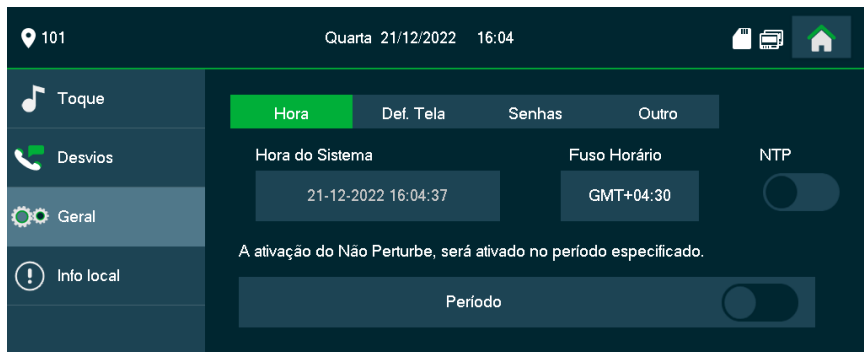 101
Quarta 21/12/2022 16:04
Toque
Desvios
Geral
Info local
Hora
Def. Tela
Senhas
Outro
Hora do Sistema
Fuso Horário
NTP
21-12-2022 16:04:37
GMT+04:30
A ativação do Não Perturbe, será ativado no período especificado.
Período